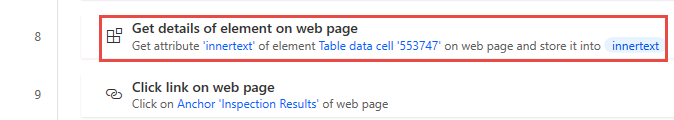 8
Get details of element on web page
Get attribute 'innertext' of element Table data cell '553747' on web page and store it into innertext
9
Click link on web page
Click on Anchor 'Inspection Results' of web page